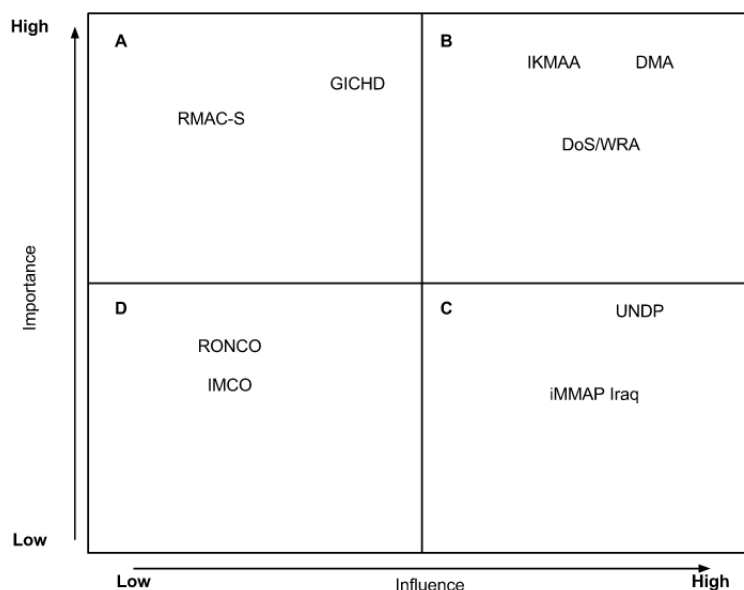 High
A
B
IKMAA
DMA
GICHD
RMAC-S
DoS/WRA
Importance
D
C
UNDP
RONCO
IMCO
iMMAP Iraq
Low
Low
Influence
High